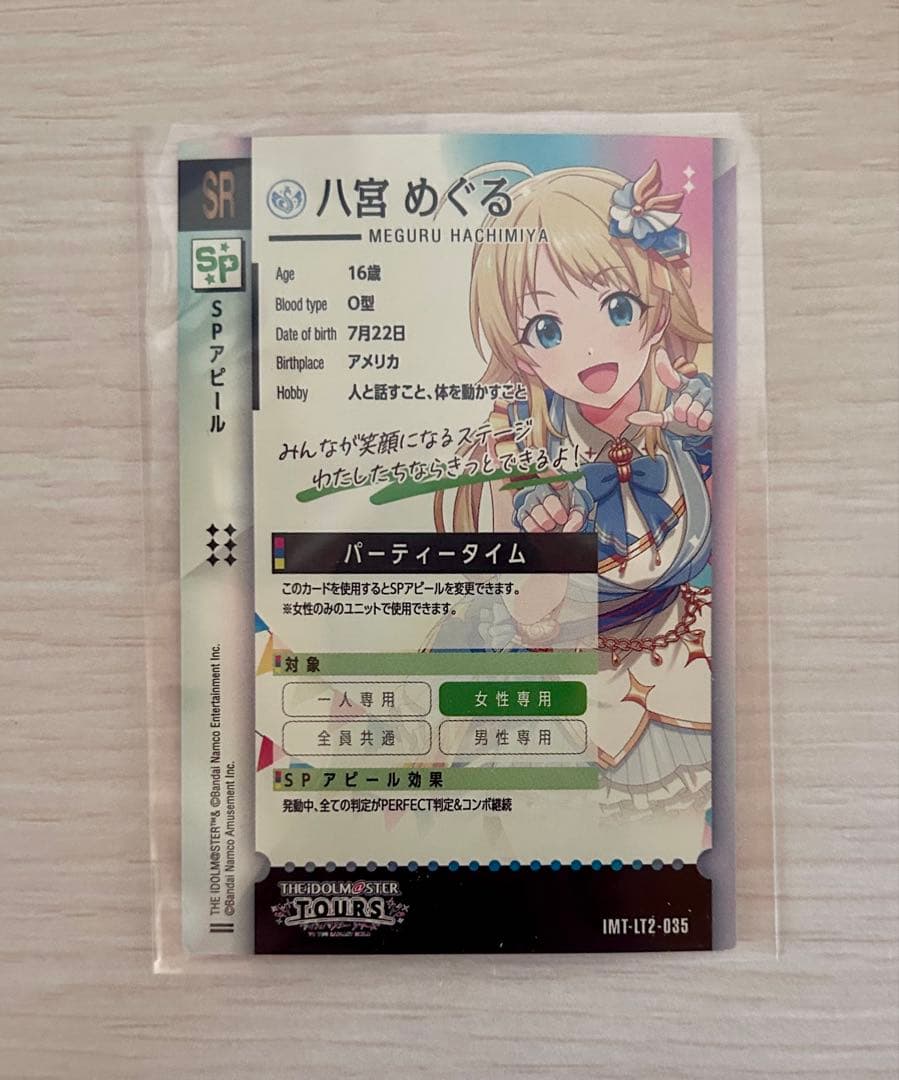 SR
SP
SPアピール
八宮 めぐる
MEGURU HACHIMIYA
Age 16歳
Blood type O型
Date of birth 7月22日
Birthplace アメリカ
Hobby 人と話すこと、体を動かすこと
みんなが笑顔になるステージ
わたしたちならきっとできるよ!
パーティータイム
このカードを使用するとSPアピールを変更できます。
※女性のみのユニットで使用できます。
対象
一人専用 女性専用
全員共通 男性専用
SPアピール効果
発動中、全ての判定がPERFECT判定&コンボ継続
THE IDOLM@STER™& ©Bandai Namco Entertainment Inc.
©Bandai Namco Amusement Inc.
THE IDOLM@STER
TOURS
IMT-LT2-035